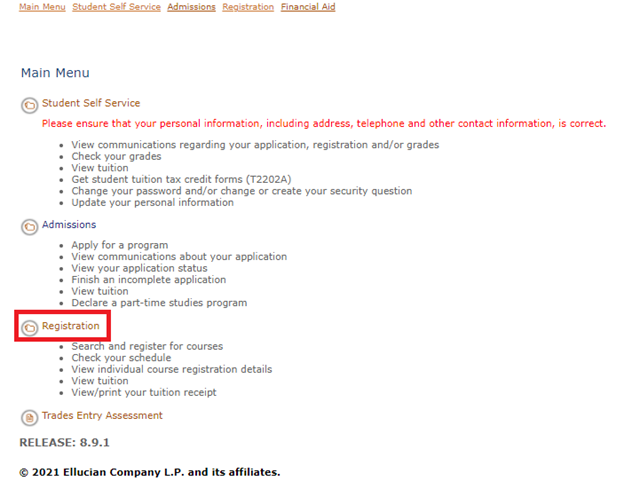 Main Menu Student Self Service Admissions Registration Financial Aid
Main Menu
Student Self Service
Please ensure that your personal information, including address, telephone and other contact information, is correct.
View communications regarding your application, registration and/or grades
Check your grades
View tuition
Get student tuition tax credit forms (T2202A)
Change your password and/or change or create your security question
Update your personal information
Admissions
Apply for a program
View communications about your application
View your application status
Finish an incomplete application
View tuition
Declare a part-time studies program
Registration
Search and register for courses
Check your schedule
View individual course registration details
View tuition
View/print your tuition receipt
Trades Entry Assessment
RELEASE: 8.9.1
© 2021 Ellucian Company L.P. and its affiliates.